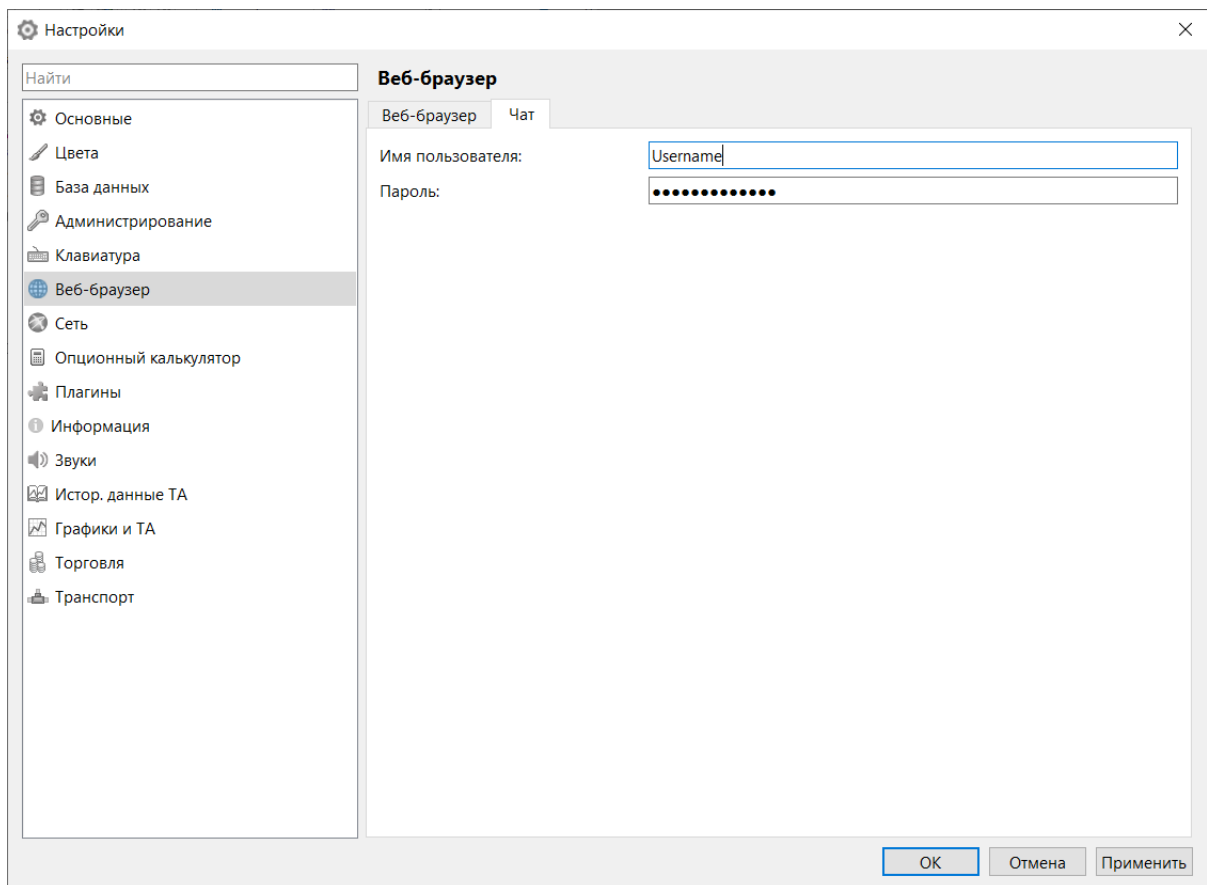 Настройки
Найти
Основные
Цвета
База данных
Администрирование
Клавиатура
Веб-браузер
Сеть
Опционный калькулятор
Плагины
Информация
Звуки
Истор. данные ТА
Графики и ТА
Торговля
Транспорт
Веб-браузер
Веб-браузер Чат
Имя пользователя: Username
Пароль: •••••••••••••
ОК Отмена Применить